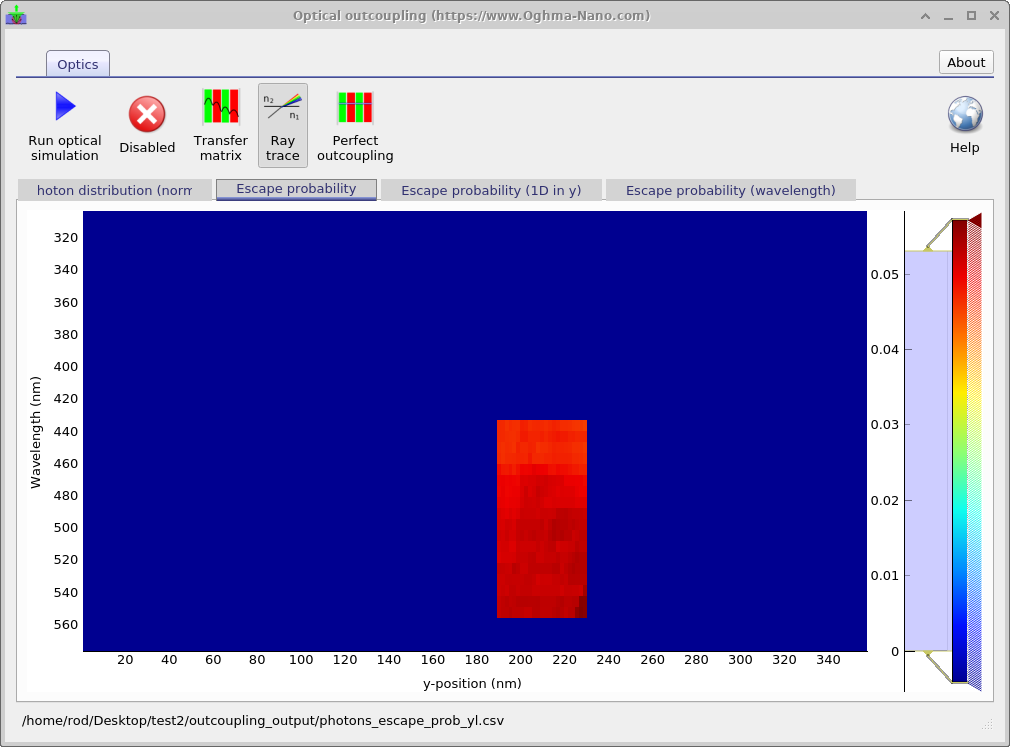 Optical outcoupling (https://www.Oghma-Nano.com)
Optics
About
Run optical
simulation
Disabled
Transfer
matrix
n₂
n₁
Ray
trace
Perfect
outcoupling
Help
hoton distribution (norm
Escape probability
Escape probability (1D in y)
Escape probability (wavelength)
Wavelength (nm)
320
340
360
380
400
420
440
460
480
500
520
540
560
20 40 60 80 100 120 140 160 180 200 220 240 260 280 300 320 340
y-position (nm)
0.05
0.04
0.03
0.02
0.01
0
/home/rod/Desktop/test2/outcoupling_output/photons_escape_prob_yl.csv